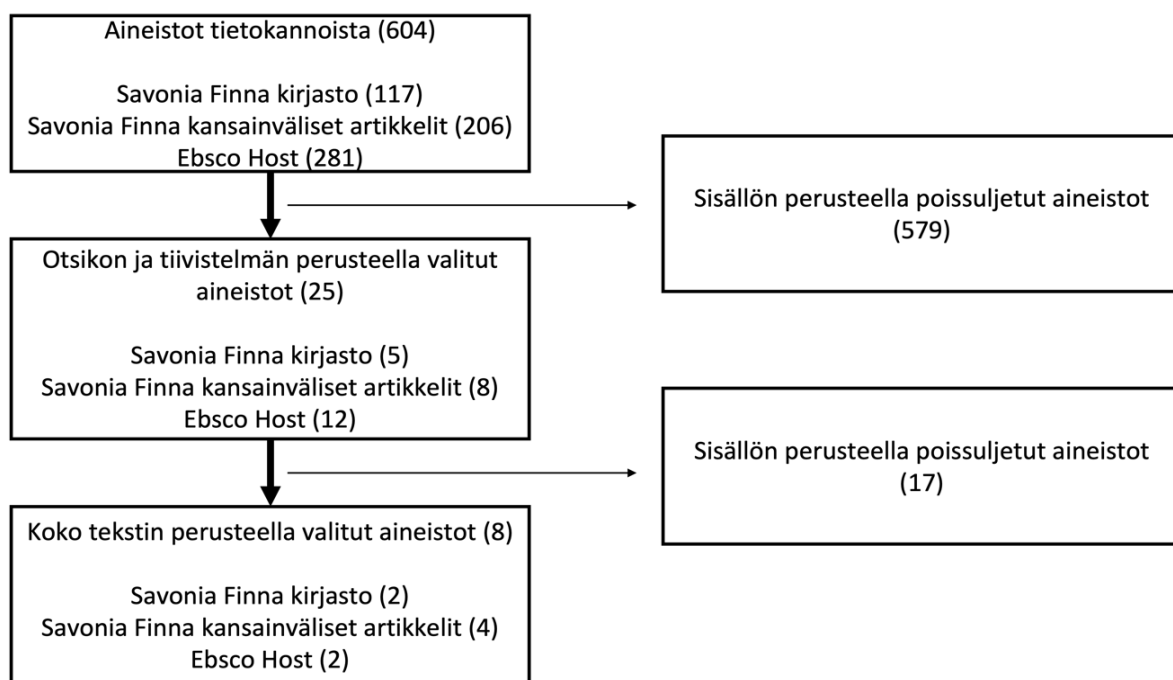 Aineistot tietokannoista (604)
Savonia Finna kirjasto (117)
Savonia Finna kansainväliset artikkelit (206)
Ebsco Host (281)
Sisällön perusteella poissuljetut aineistot
(579)
Otsikon ja tiivistelmän perusteella valitut
aineistot (25)
Savonia Finna kirjasto (5)
Savonia Finna kansainväliset artikkelit (8)
Ebsco Host (12)
Sisällön perusteella poissuljetut aineistot
(17)
Koko tekstin perusteella valitut aineistot (8)
Savonia Finna kirjasto (2)
Savonia Finna kansainväliset artikkelit (4)
Ebsco Host (2)